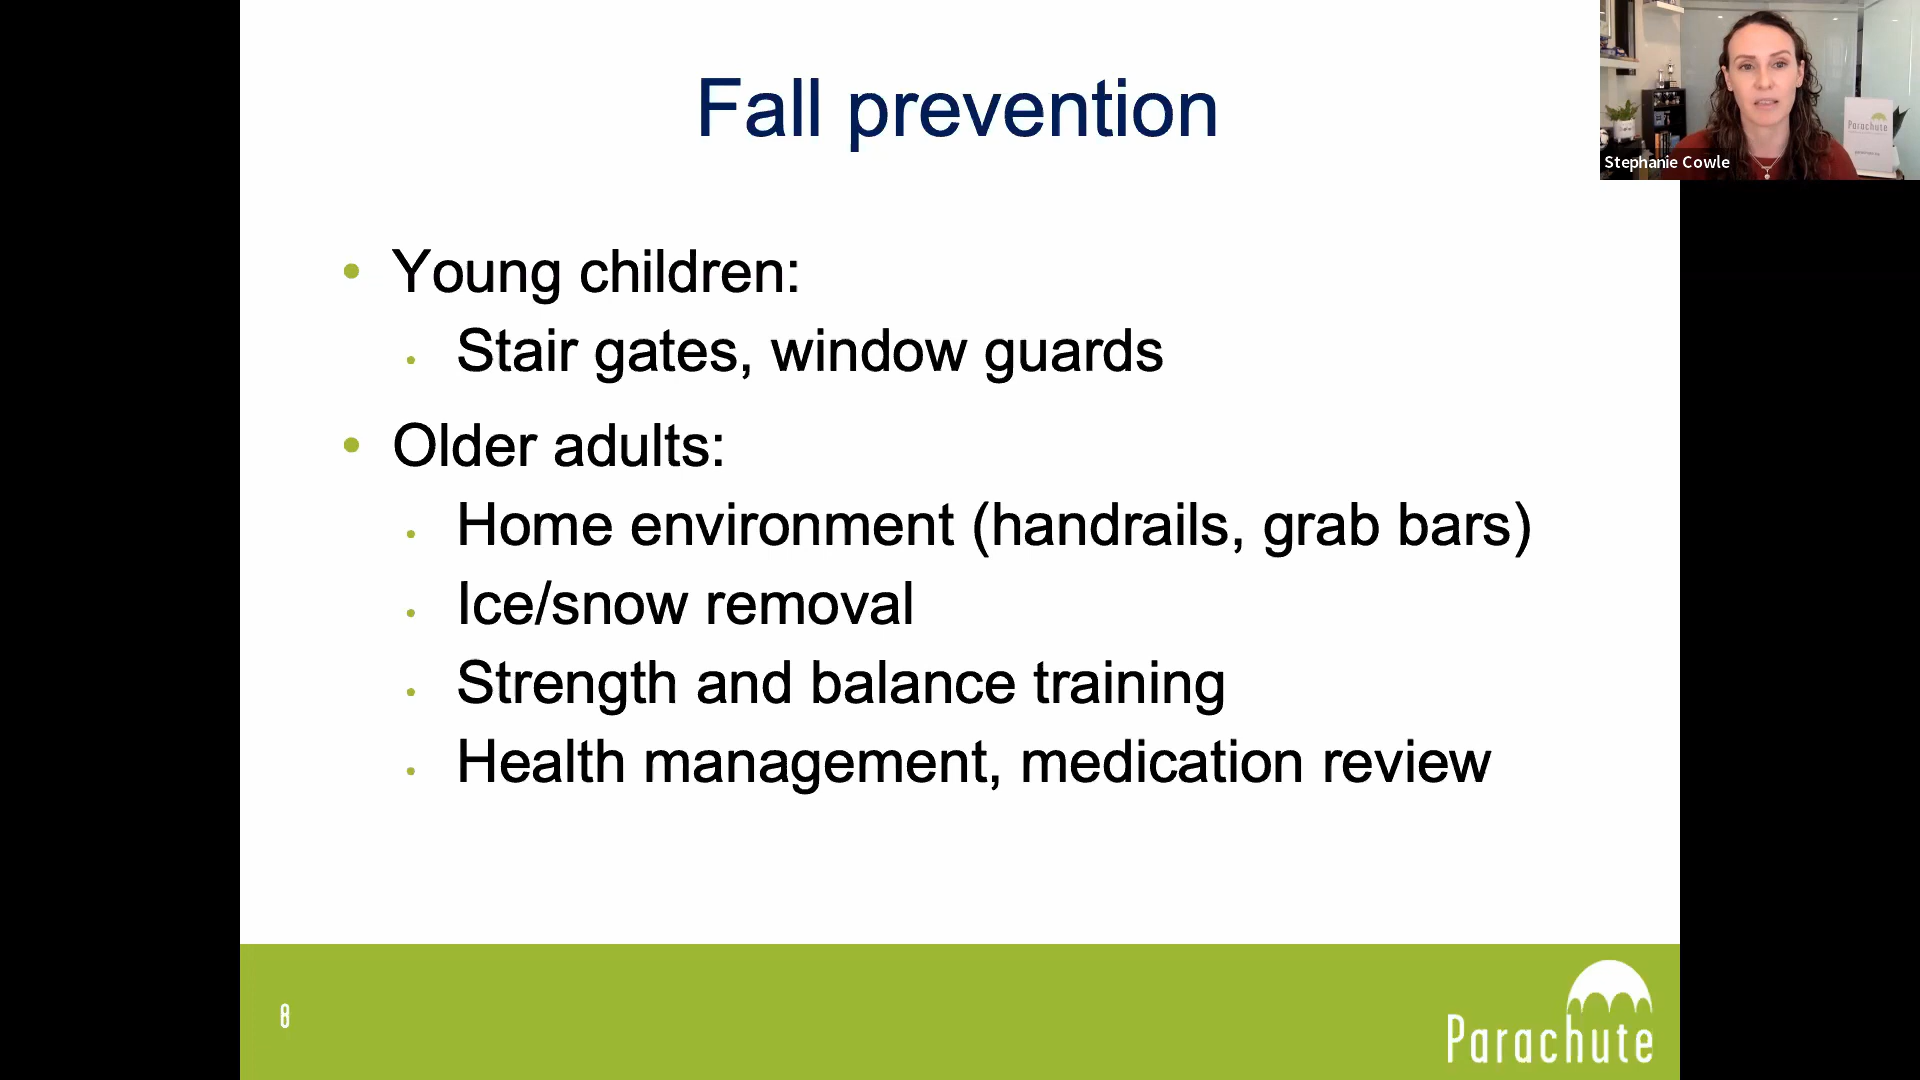 Fall prevention
Parachute
Stephanie Cowle
• Young children:
• Stair gates, window guards
• Older adults:
• Home environment (handrails, grab bars)
• Ice/snow removal
• Strength and balance training
• Health management, medication review
8
Parachute